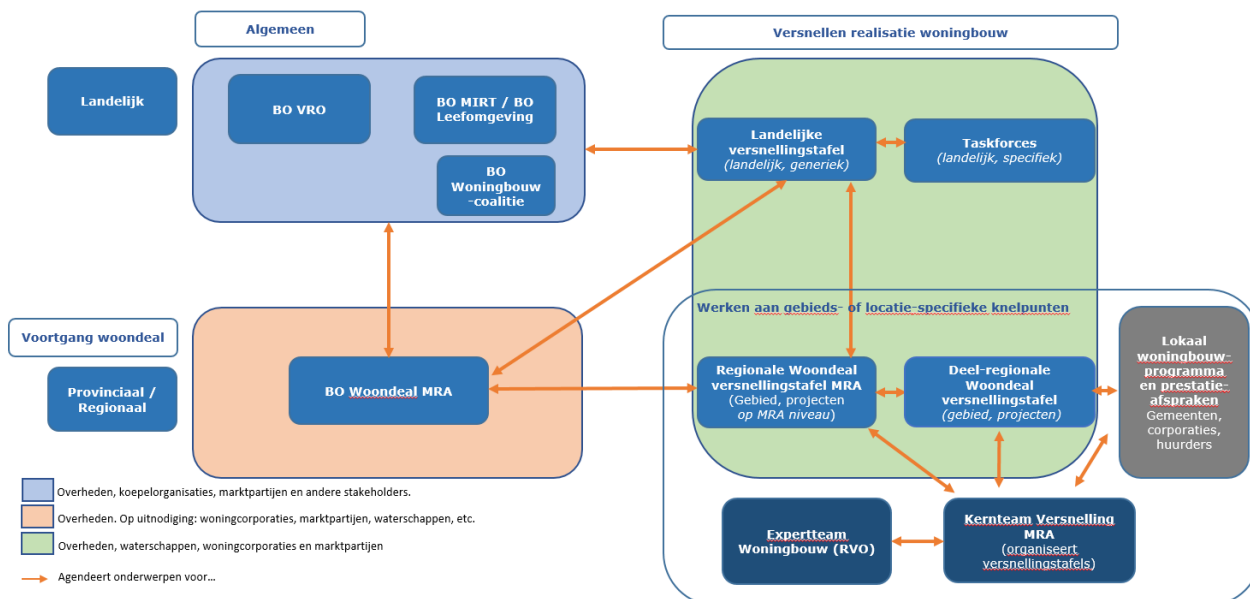 Algemeen
Versnellen realisatie woningbouw
Landelijk
BO VRO
BO MIRT / BO
Leefomgeving
BO
Woningbouw
-coalitie
Landelijke
versnellingstafel
(landelijk, generiek)
Taskforces
(landelijk, specifiek)
Voortgang woondeal
Provinciaal /
Regionaal
BO Woondeal MRA
Werken aan gebieds- of locatie-specifieke knelpunten
Regionale Woondeal
versnellingstafel MRA
(Gebied, projecten
op MRA niveau)
Deel-regionale
Woondeal
versnellingstafel
(gebied, projecten)
Lokaal
woningbouw-
programma
en prestatie-
afspraken
Gemeenten,
corporaties,
huurders
Expertteam
Woningbouw (RVO)
Kernteam Versnelling
MRA
(organiseert
versnellingstafels)
Overheden, koepelorganisaties, marktpartijen en andere stakeholders.
Overheden. Op uitnodiging: woningcorporaties, marktpartijen, waterschappen, etc.
Overheden, waterschappen, woningcorporaties en marktpartijen
Agendeert onderwerpen voor...